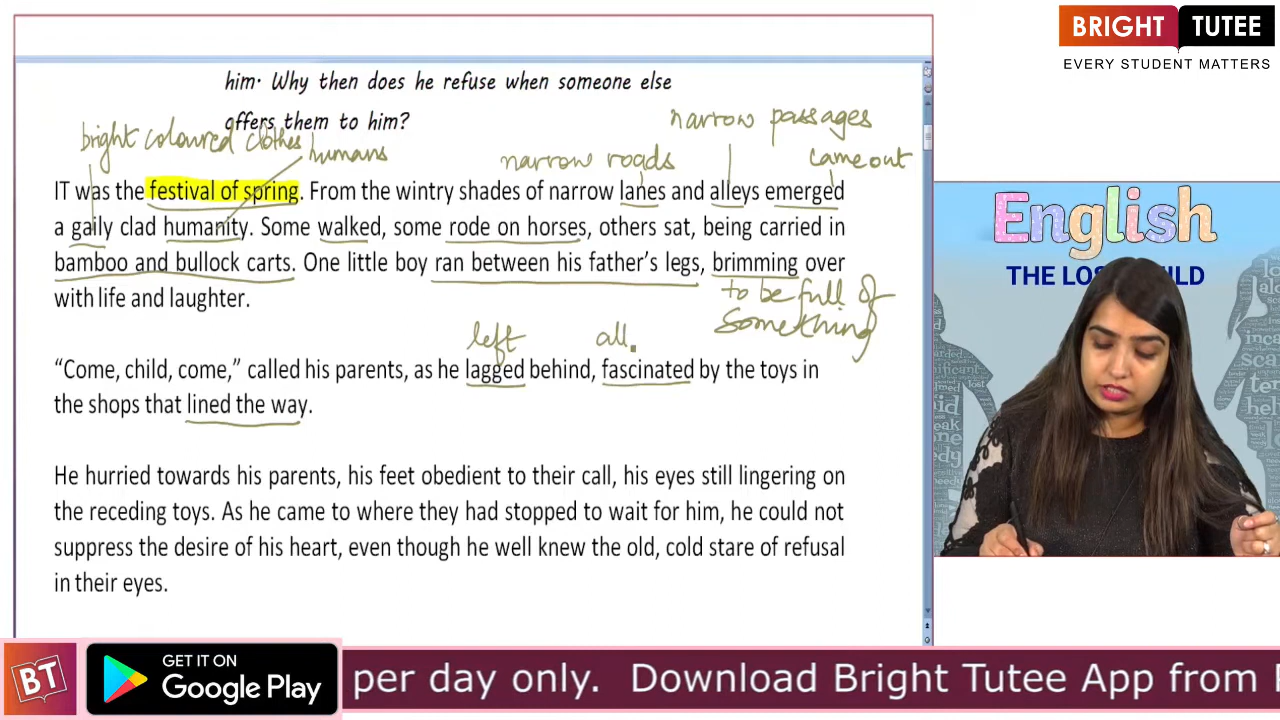 BRIGHT TUTEE
EVERY STUDENT MATTERS
him. Why then does he refuse when someone else
offers them to him?
bright coloured clothes
humans
narrow roads
narrow passages
came out
IT was the festival of spring. From the wintry shades of narrow lanes and alleys emerged
a gaily clad humanity. Some walked, some rode on horses, others sat, being carried in
bamboo and bullock carts. One little boy ran between his father's legs, brimming over
with life and laughter.
to be full of
something
left all
“Come, child, come,” called his parents, as he lagged behind, fascinated by the toys in
the shops that lined the way.
He hurried towards his parents, his feet obedient to their call, his eyes still lingering on
the receding toys. As he came to where they had stopped to wait for him, he could not
suppress the desire of his heart, even though he well knew the old, cold stare of refusal
in their eyes.
English
THE LOS LD
BT
GET IT ON
Google Play
per day only. Download Bright Tutee App from